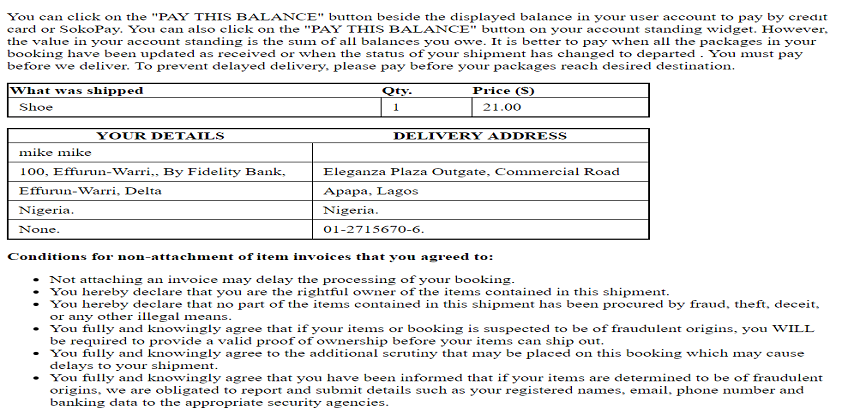 You can click on the "PAY THIS BALANCE" button beside the displayed balance in your user account to pay by credit
card or SokoPay. You can also click on the "PAY THIS BALANCE" button on your account standing widget. However,
the value in your account standing is the sum of all balances you owe. It is better to pay when all the packages in your
booking have been updated as received or when the status of your shipment has changed to departed . You must pay
before we deliver. To prevent delayed delivery, please pay before your packages reach desired destination.
What was shipped Qty. Price ($)
Shoe 1 21.00
YOUR DETAILS DELIVERY ADDRESS
mike mike
100, Effurun-Warri,, By Fidelity Bank, Eleganza Plaza Outgate, Commercial Road
Effurun-Warri, Delta Apapa, Lagos
Nigeria. Nigeria.
None. 01-2715670-6.
Conditions for non-attachment of item invoices that you agreed to:
• Not attaching an invoice may delay the processing of your booking.
• You hereby declare that you are the rightful owner of the items contained in this shipment.
• You hereby declare that no part of the items contained in this shipment has been procured by fraud, theft, deceit,
or any other illegal means.
• You fully and knowingly agree that if your items or booking is suspected to be of fraudulent origins, you WILL
be required to provide a valid proof of ownership before your items can ship out.
• You fully and knowingly agree to the additional scrutiny that may be placed on this booking which may cause
delays to your shipment.
• You fully and knowingly agree that you have been informed that if your items are determined to be of fraudulent
origins, we are obligated to report and submit details such as your registered names, email, phone number and
banking data to the appropriate security agencies.